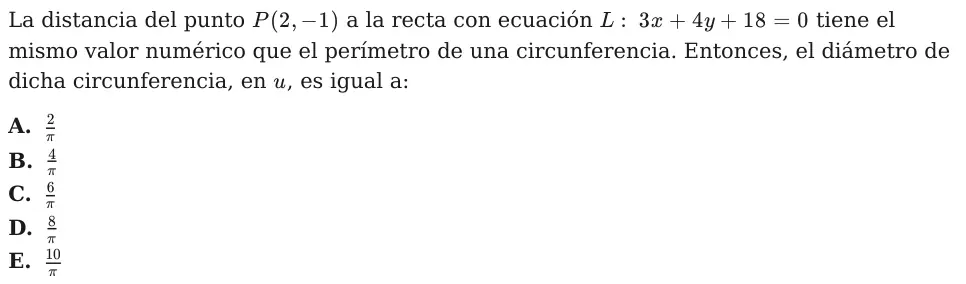 La distancia del punto P(2, −1) a la recta con ecuación L : 3x + 4y + 18 = 0 tiene el
mismo valor numérico que el perímetro de una circunferencia. Entonces, el diámetro de
dicha circunferencia, en u, es igual a:
A. 2/π
B. 4/π
C. 6/π
D. 8/π
E. 10/π